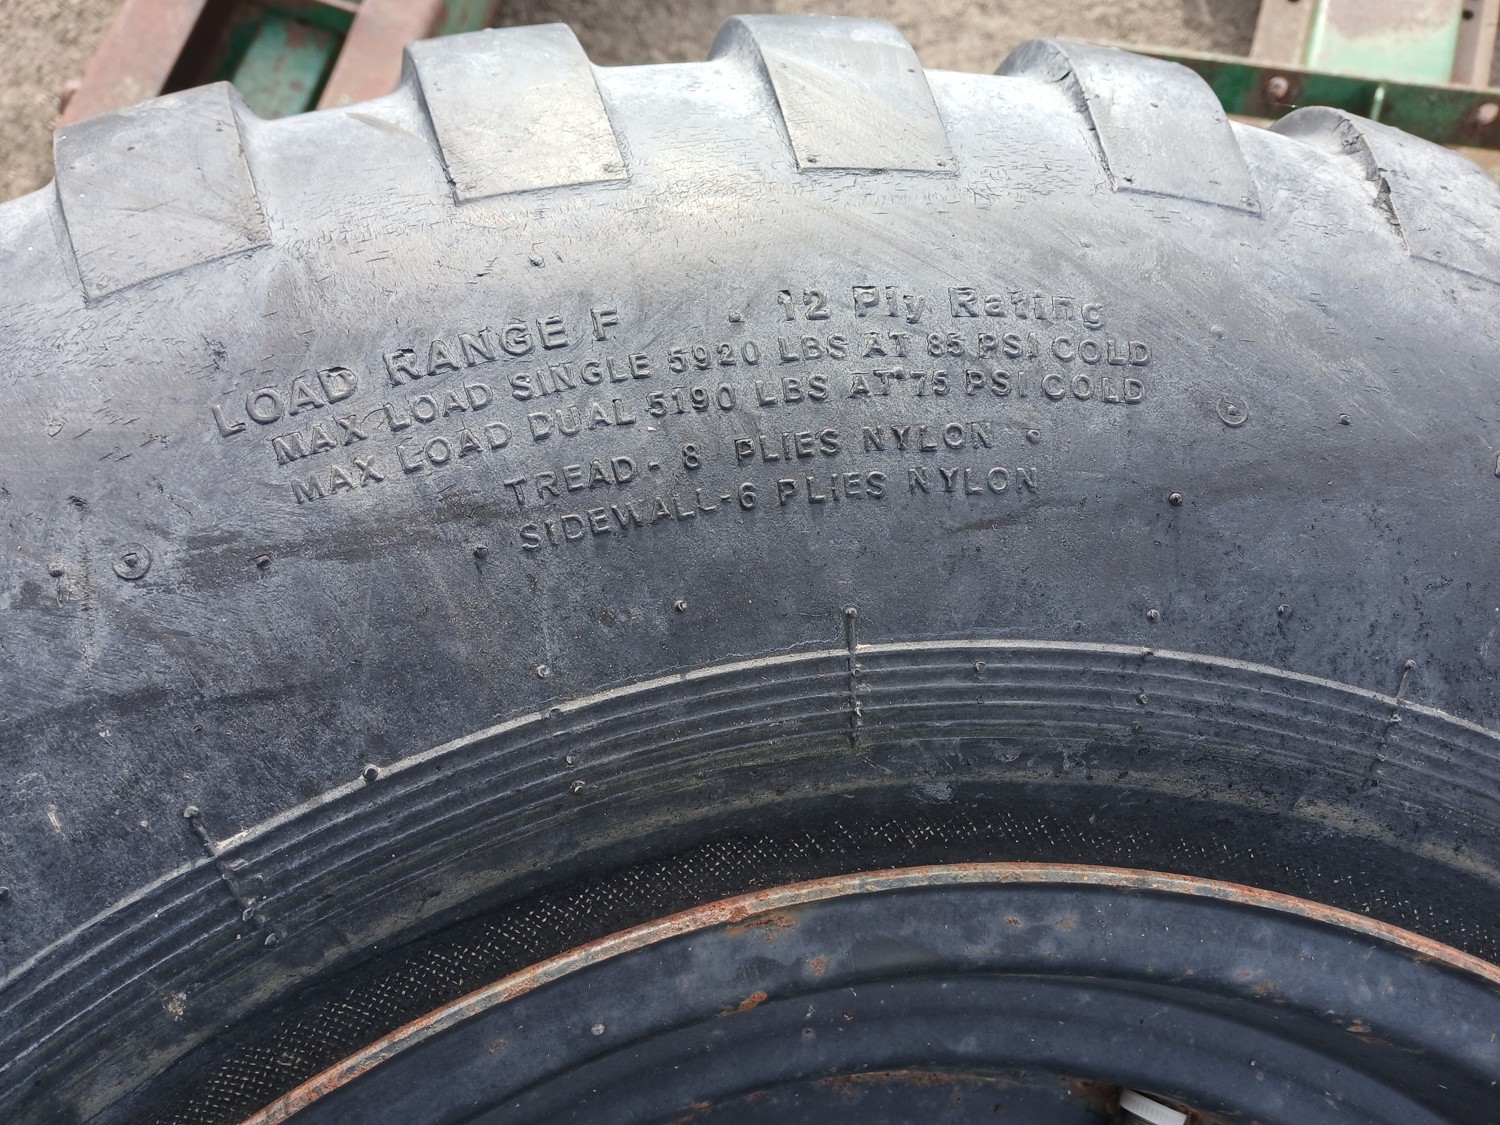 LOAD RANGE F . 12 Ply Rating
MAX LOAD SINGLE 5920 LBS AT 85 PSI COLD
MAX LOAD DUAL 5190 LBS AT 75 PSI COLD
TREAD - 8 PLIES NYLON
SIDEWALL - 6 PLIES NYLON